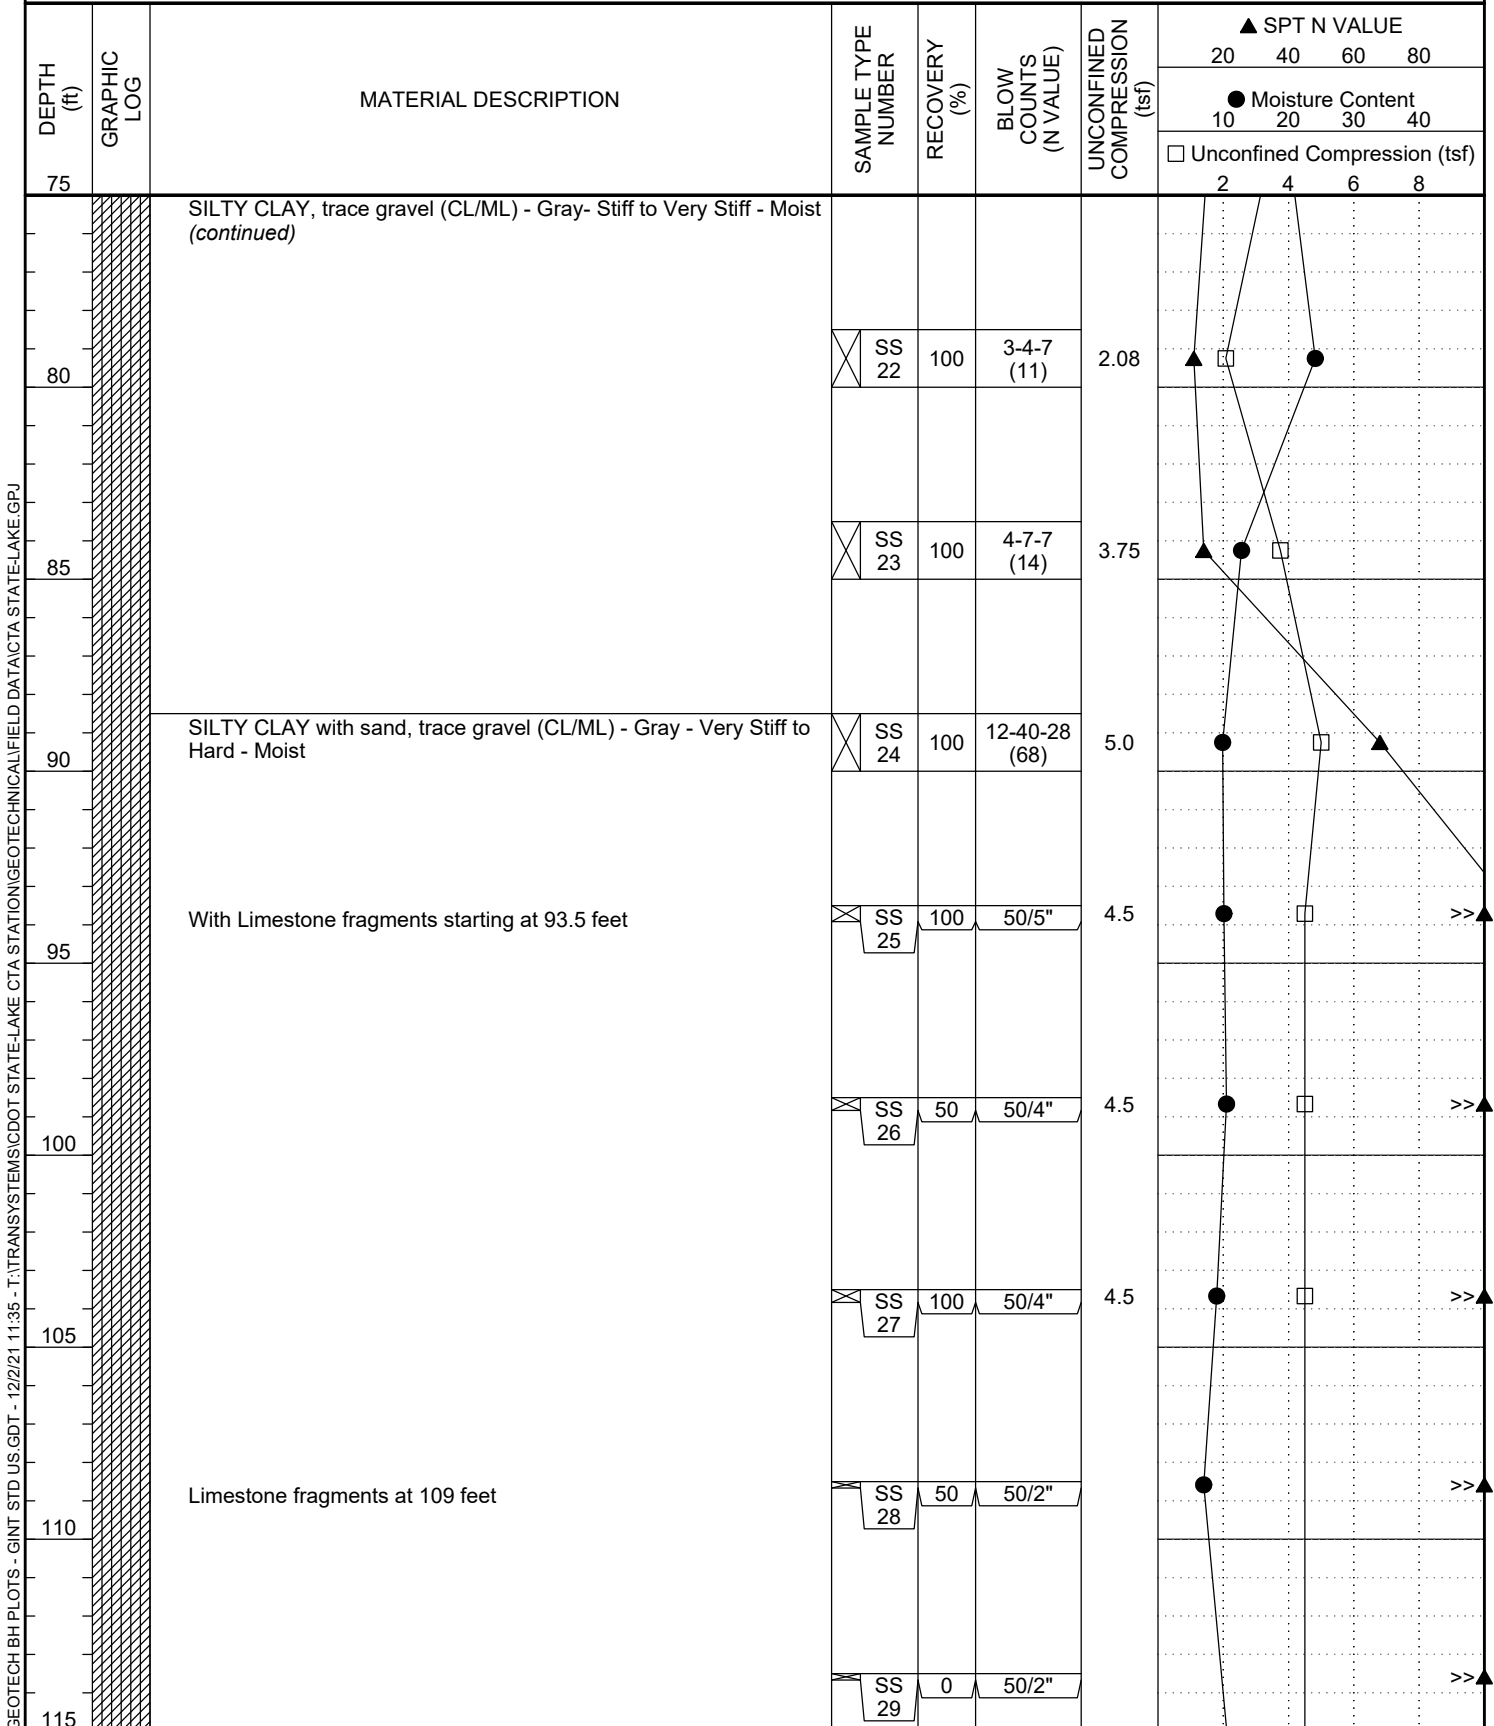 DEPTH
(ft)
GRAPHIC
LOG
MATERIAL DESCRIPTION
SAMPLE TYPE
NUMBER
RECOVERY
(%)
BLOW
COUNTS
(N VALUE)
UNCONFINED
COMPRESSION
(tsf)
▲ SPT N VALUE
20 40 60 80
● Moisture Content
10 20 30 40
□ Unconfined Compression (tsf)
2 4 6 8
75
SILTY CLAY, trace gravel (CL/ML) - Gray- Stiff to Very Stiff - Moist
(continued)
SS
22
100
3-4-7
(11)
2.08
80
SS
23
100
4-7-7
(14)
3.75
85
SILTY CLAY with sand, trace gravel (CL/ML) - Gray - Very Stiff to
Hard - Moist
SS
24
100
12-40-28
(68)
5.0
90
With Limestone fragments starting at 93.5 feet
SS
25
100
50/5"
4.5
>>
95
SS
26
50
50/4"
4.5
>>
100
SS
27
100
50/4"
4.5
>>
105
Limestone fragments at 109 feet
SS
28
50
50/2"
>>
110
SS
29
0
50/2"
>>
115
GEOTECH BH PLOTS - GINT STD US.GDT - 12/2/21 11:35 - T:\TRANSYSTEMS\CDOT STATE-LAKE CTA STATION\GEOTECHNICAL\FIELD DATA\CTA STATE-LAKE.GPJ